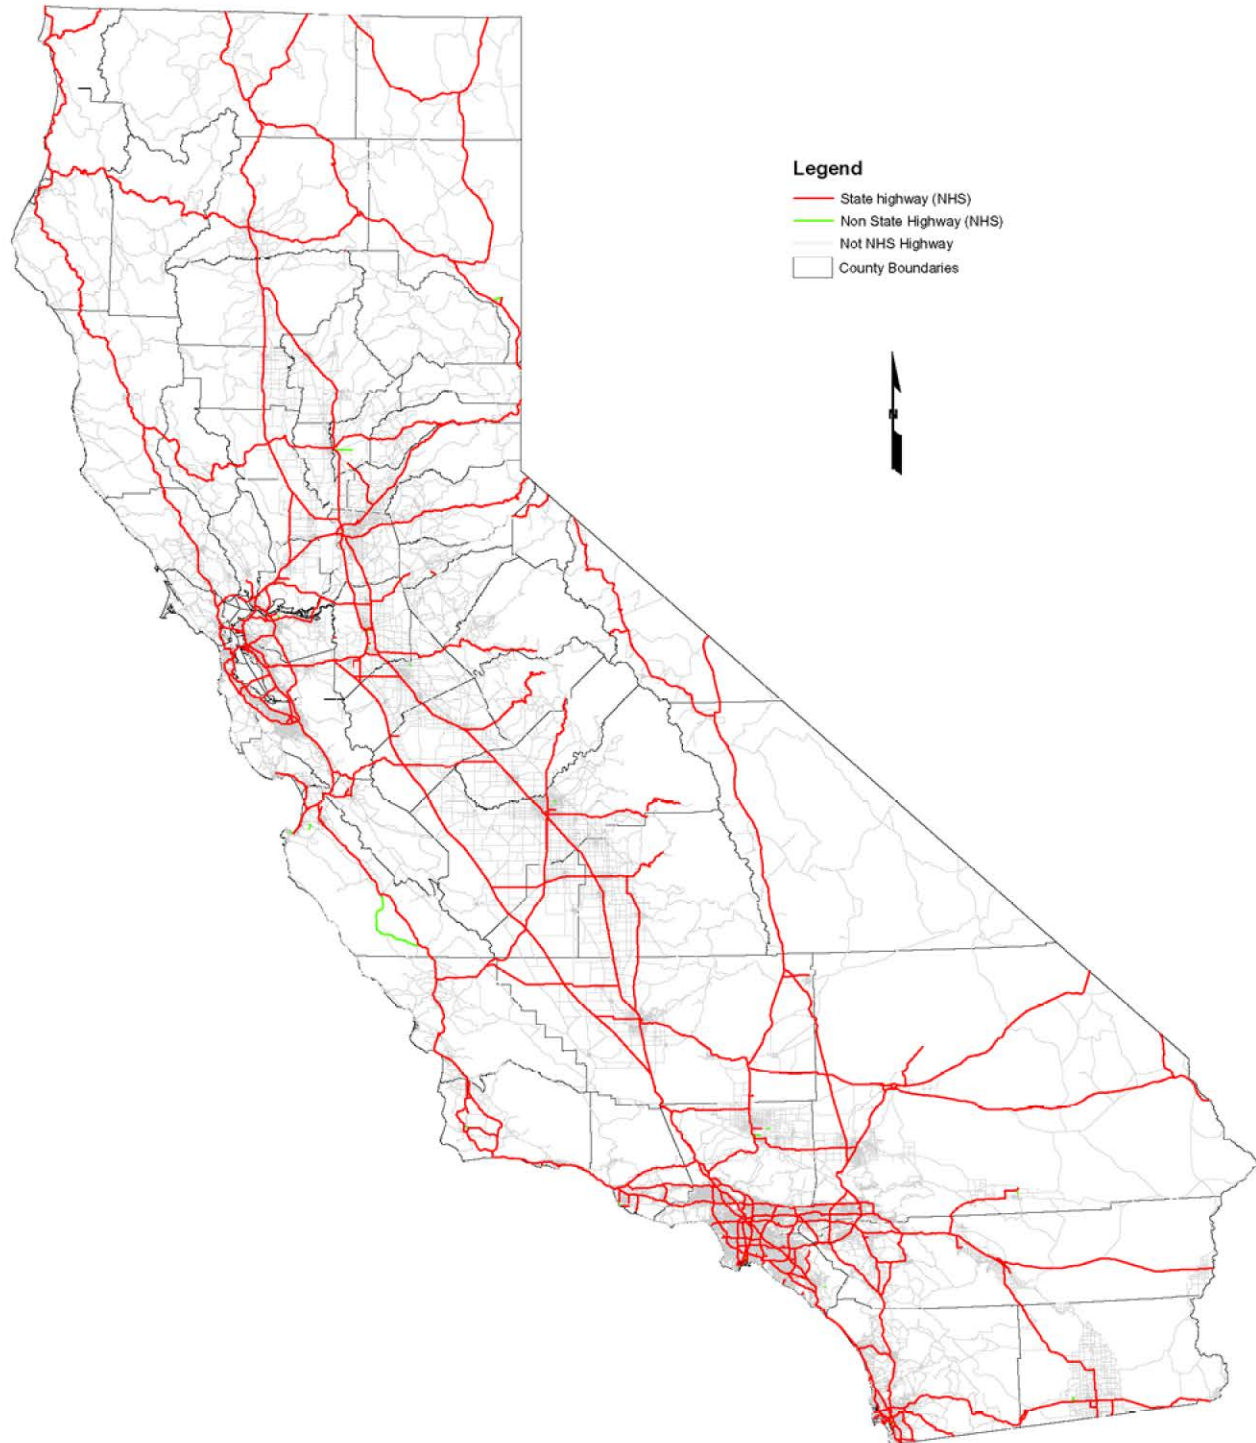 Legend
State highway (NHS)
Non State Highway (NHS)
Not NHS Highway
County Boundaries
N